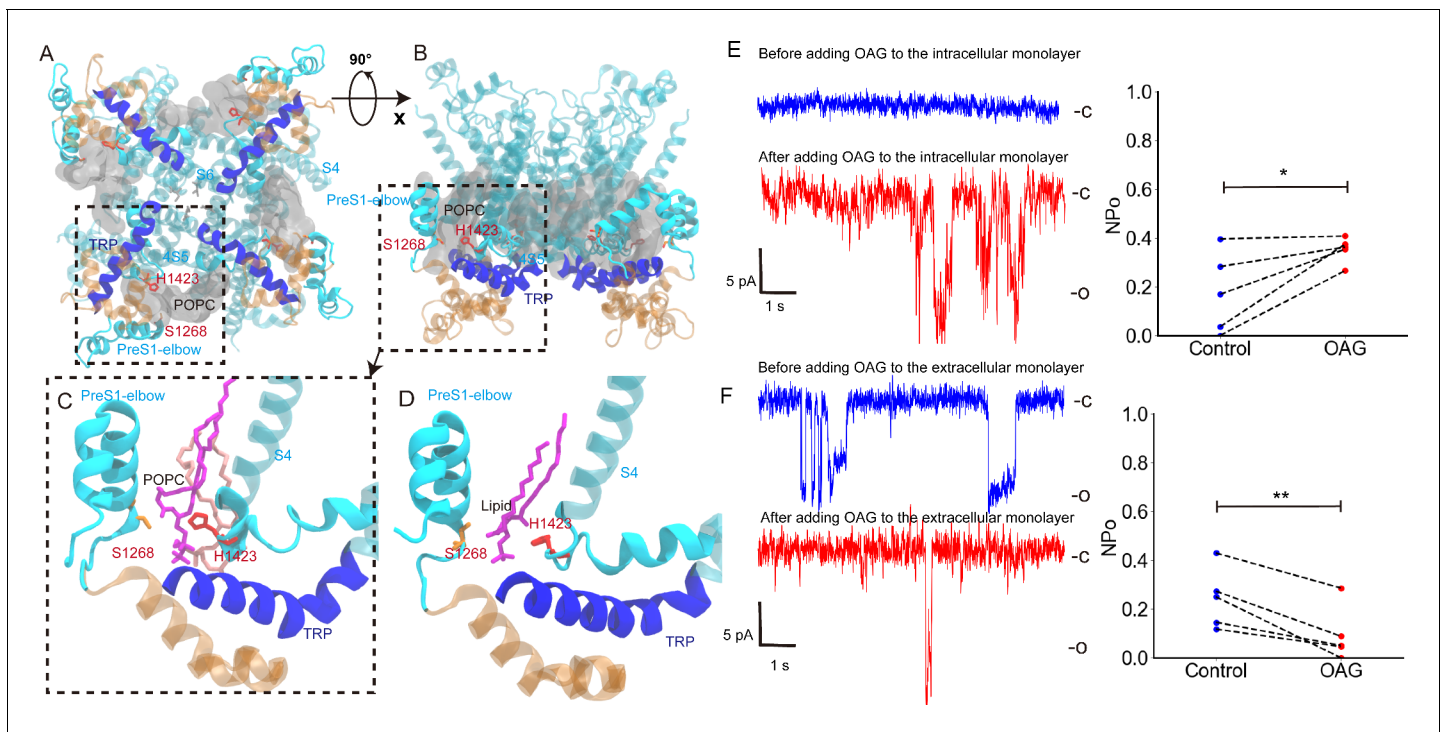 A
90°
x
B
S6
S4
TRP
4S5
H1423
POPC
S1268
PreS1-elbow
PreS1-elbow
POPC
H1423
S1268
4S5
TRP
C
PreS1-elbow
S4
POPC
S1268
H1423
TRP
D
PreS1-elbow
S4
Lipid
H1423
S1268
TRP
E
Before adding OAG to the intracellular monolayer
-C
After adding OAG to the intracellular monolayer
-C
5 pA
1 s
-O
NPo
1.0
0.8
0.6
0.4
0.2
0.0
*
Control
OAG
F
Before adding OAG to the extracellular monolayer
-C
-O
After adding OAG to the extracellular monolayer
-C
5 pA
1 s
-O
NPo
1.0
0.8
0.6
0.4
0.2
0.0
**
Control
OAG